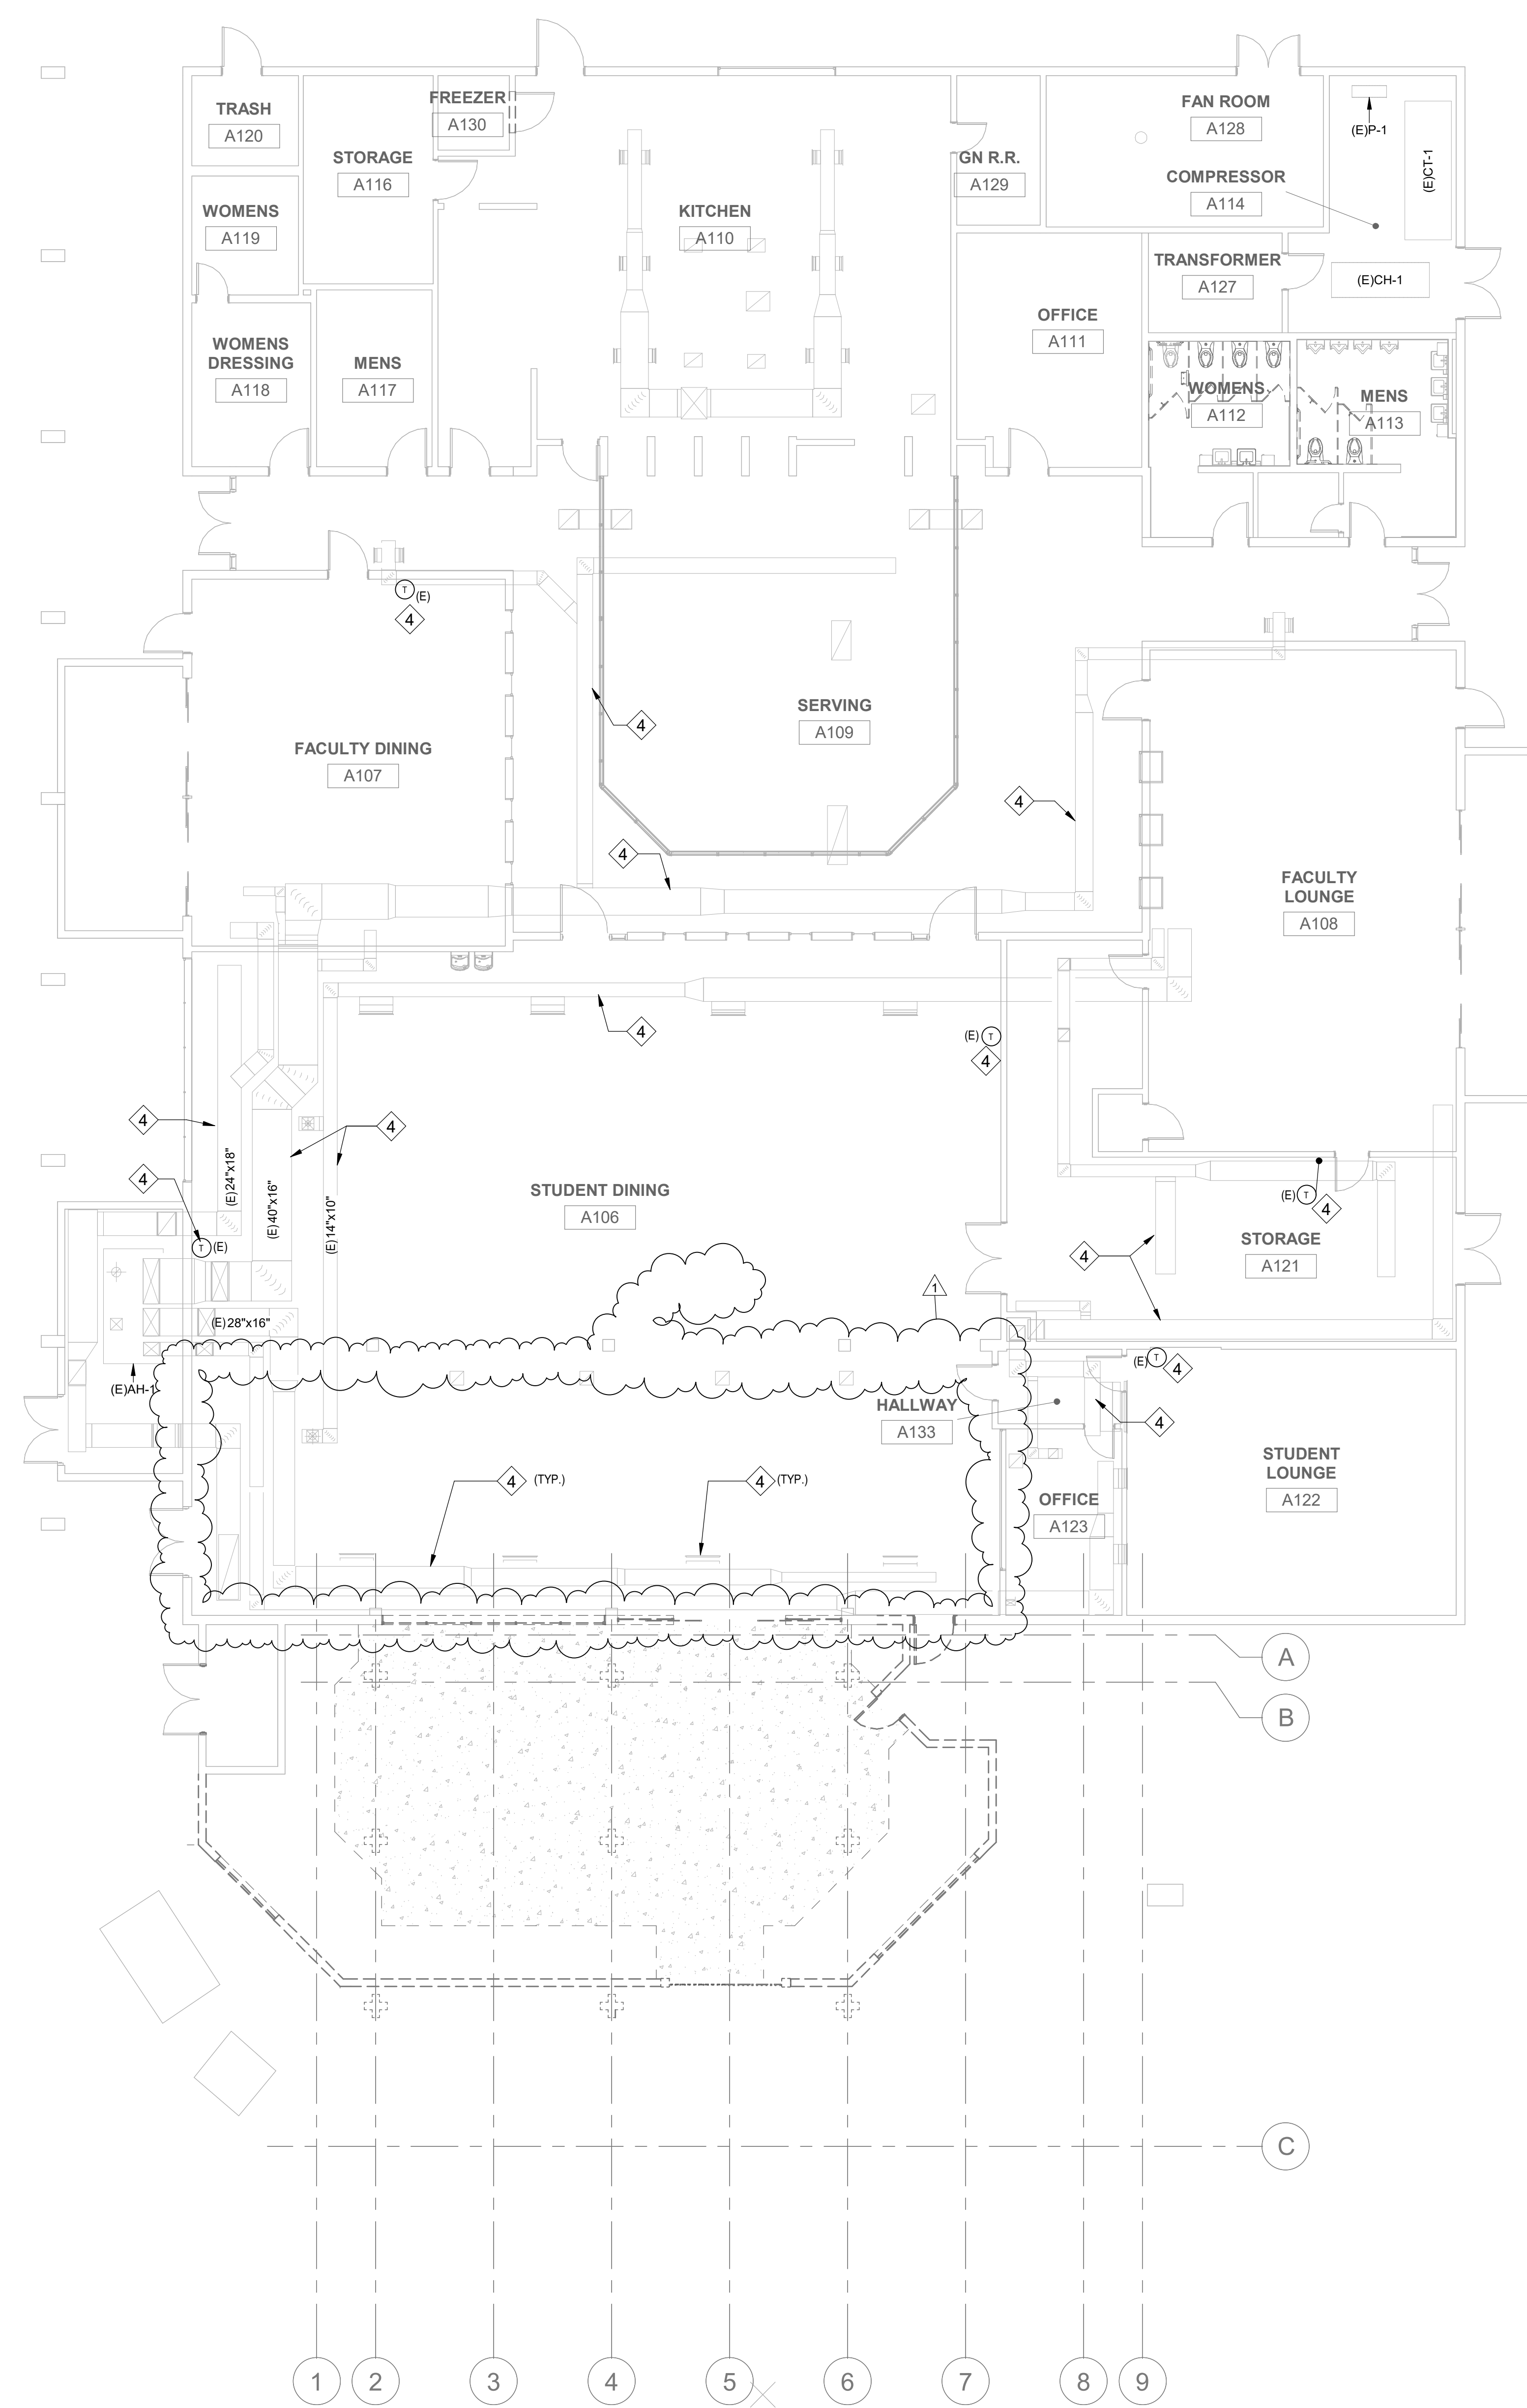 TRASH
A120
FREEZER
A130
STORAGE
A116
WOMENS
A119
KITCHEN
A110
GN R.R.
A129
FAN ROOM
A128
(E)P-1
(E)CT-1
COMPRESSOR
A114
TRANSFORMER
A127
(E)CH-1
WOMENS
DRESSING
A118
MENS
A117
OFFICE
A111
WOMENS
A112
MENS
A113
T
(E)
4
FACULTY DINING
A107
4
SERVING
A109
4
4
FACULTY
LOUNGE
A108
4
(E)
T
4
4
4
4
T
(E)
(E)24"x18"
(E)40"x16"
(E)14"x10"
STUDENT DINING
A106
(E)
T
4
STORAGE
A121
4
1
(E)28"x16"
(E)AH-1
(E)
T
4
HALLWAY
A133
4
STUDENT
LOUNGE
A122
4
(TYP.)
4
(TYP.)
OFFICE
A123
A
B
C
1
2
3
4
5
6
7
8
9